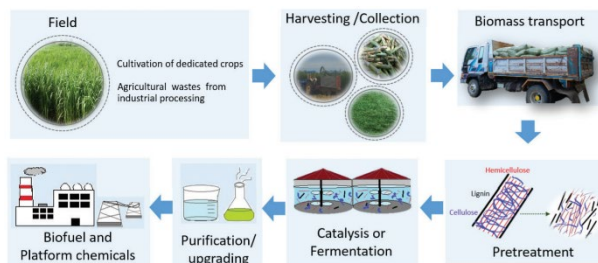 Field
Cultivation of dedicated crops
Agricultural wastes from
industrial processing
Harvesting /Collection
Biomass transport
Hemicellulose
Lignin
Cellulose
Pretreatment
Catalysis or
Fermentation
Purification/
upgrading
Biofuel and
Platform chemicals